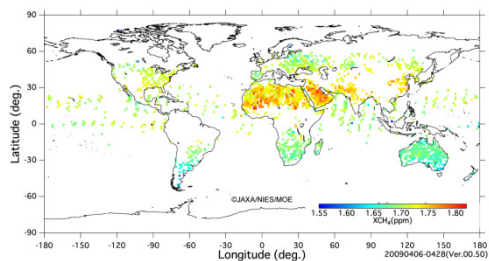 90
60
30
0
-30
-60
-90
Latitude (deg.)
©JAXA/NIES/MOE
1.55 1.60 1.65 1.70 1.75 1.80
XCH₄(ppm)
-180 -150 -120 -90 -60 -30 0 30 60 90 120 150 180
Longitude (deg.)
20090406-0428(Ver.00.50)